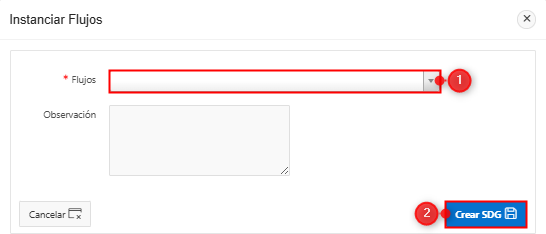 Instanciar Flujos
* Flujos
1
Observación
Cancelar
2
Crear SDG